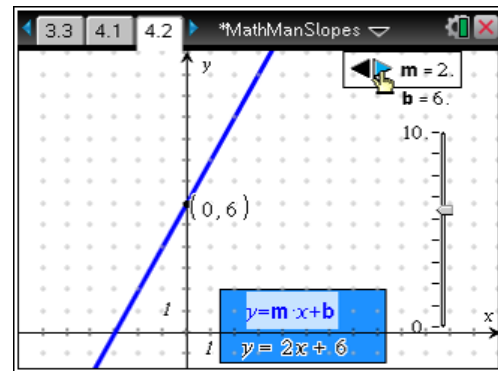 3.3 4.1 4.2 *MathManSlopes
y
m = 2.
b = 6.
10.
(0,6)
1
y=m·x+b
0.
x
1
y = 2x + 6